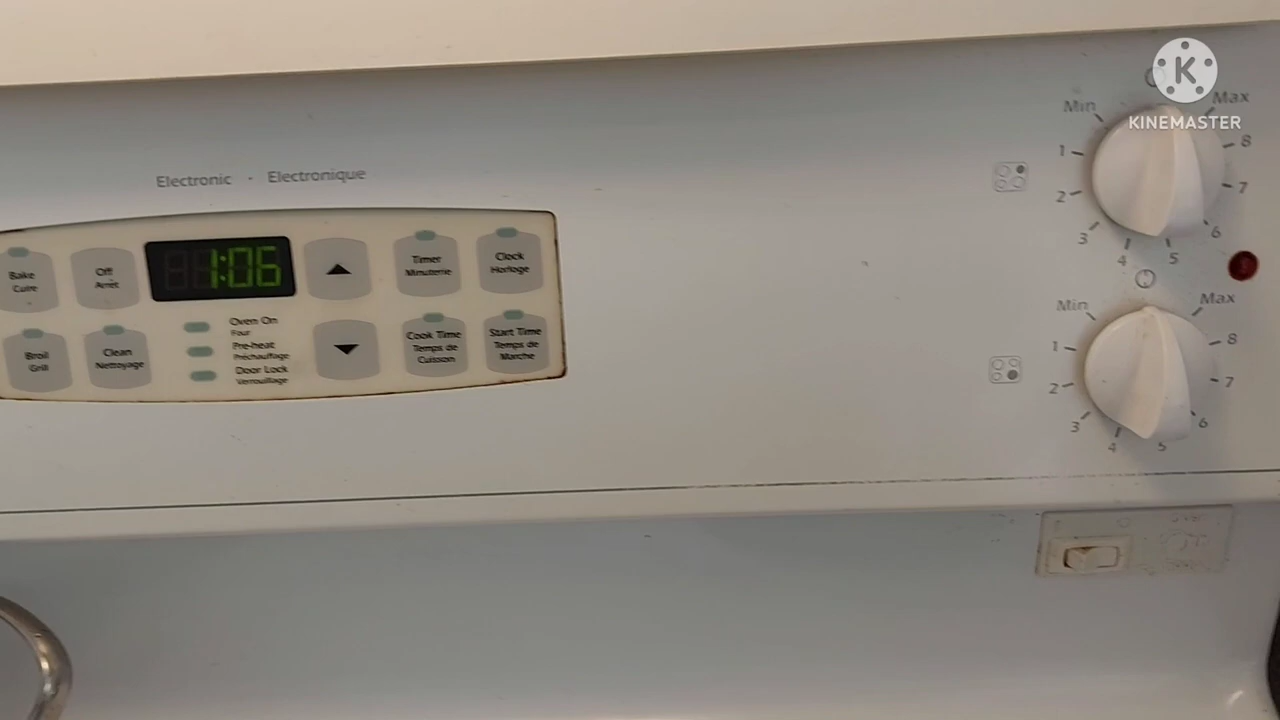 K
KINEMASTER
Electronic · Electronique
Bake
Cuire
Off
Arrêt
1:06
▲
Timer
Minuterie
Clock
Horloge
Broil
Gril
Clean
Nettoyage
Oven On
Four
Pre-heat
Préchauffage
Door Lock
Verrouillage
▼
Cook Time
Temps de
Cuisson
Start Time
Temps de
Marche
Min
Max
1
2
3
4
5
6
7
8
Min
Max
1
2
3
4
5
6
7
8